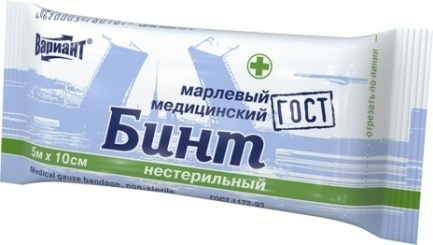 Вариант
марлевый
медицинский
ГОСТ
Бинт
5м х 10см
нестерильный
Medical gauze bandage, non-sterile
ГОСТ 1172-93
отрезать по линии